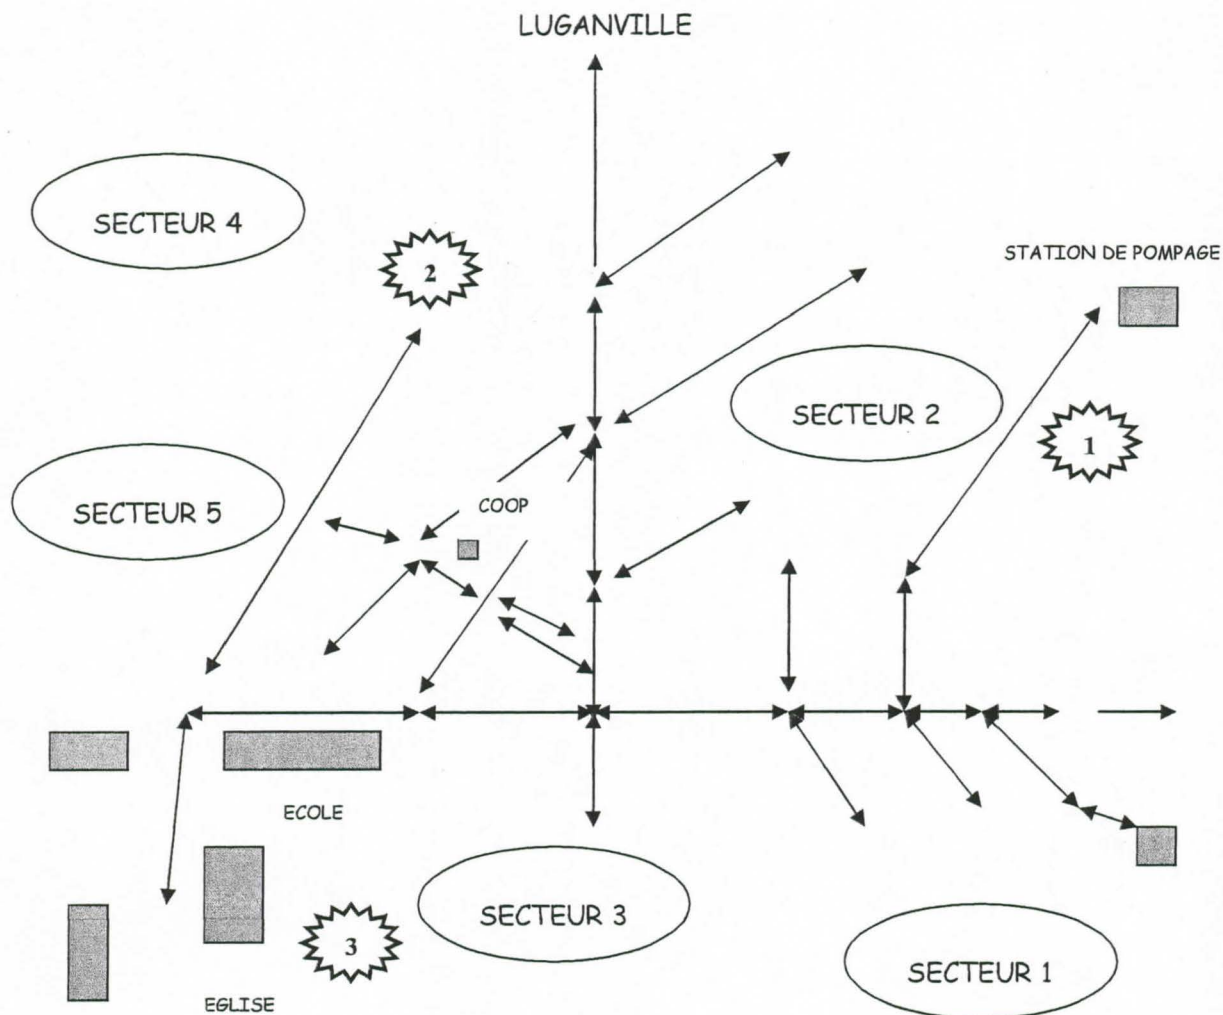 LUGANVILLE
SECTEUR 4
2
STATION DE POMPAGE
SECTEUR 2
1
SECTEUR 5
COOP
ECOLE
SECTEUR 3
3
SECTEUR 1
EGLISE